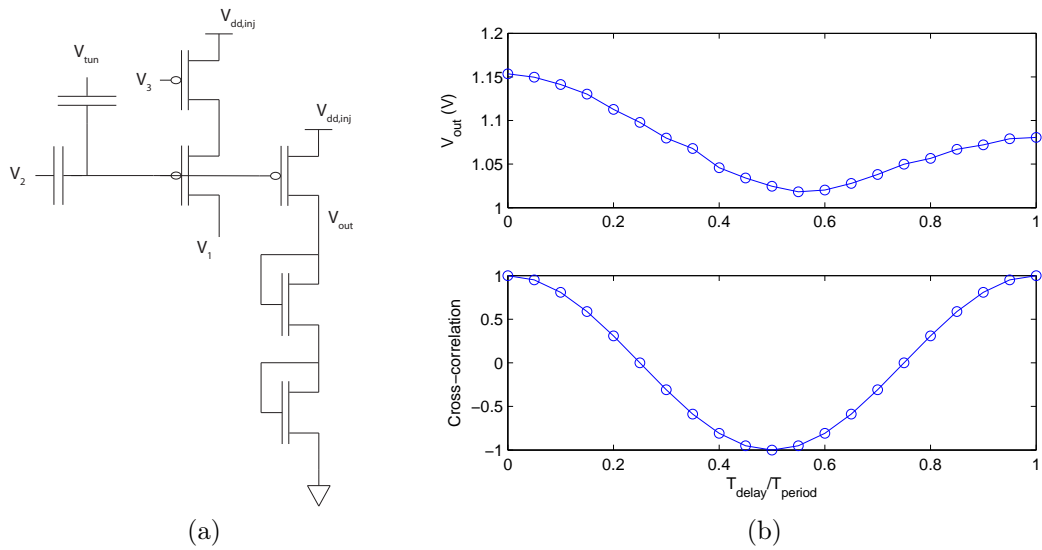 V_dd,inj
V_tun
V_3
V_dd,inj
V_2
V_out
V_1
(a)
V_out (V)
1.2
1.15
1.1
1.05
1
0 0.2 0.4 0.6 0.8 1
Cross−correlation
1
0.5
0
−0.5
−1
0 0.2 0.4 0.6 0.8 1
T_delay/T_period
(b)